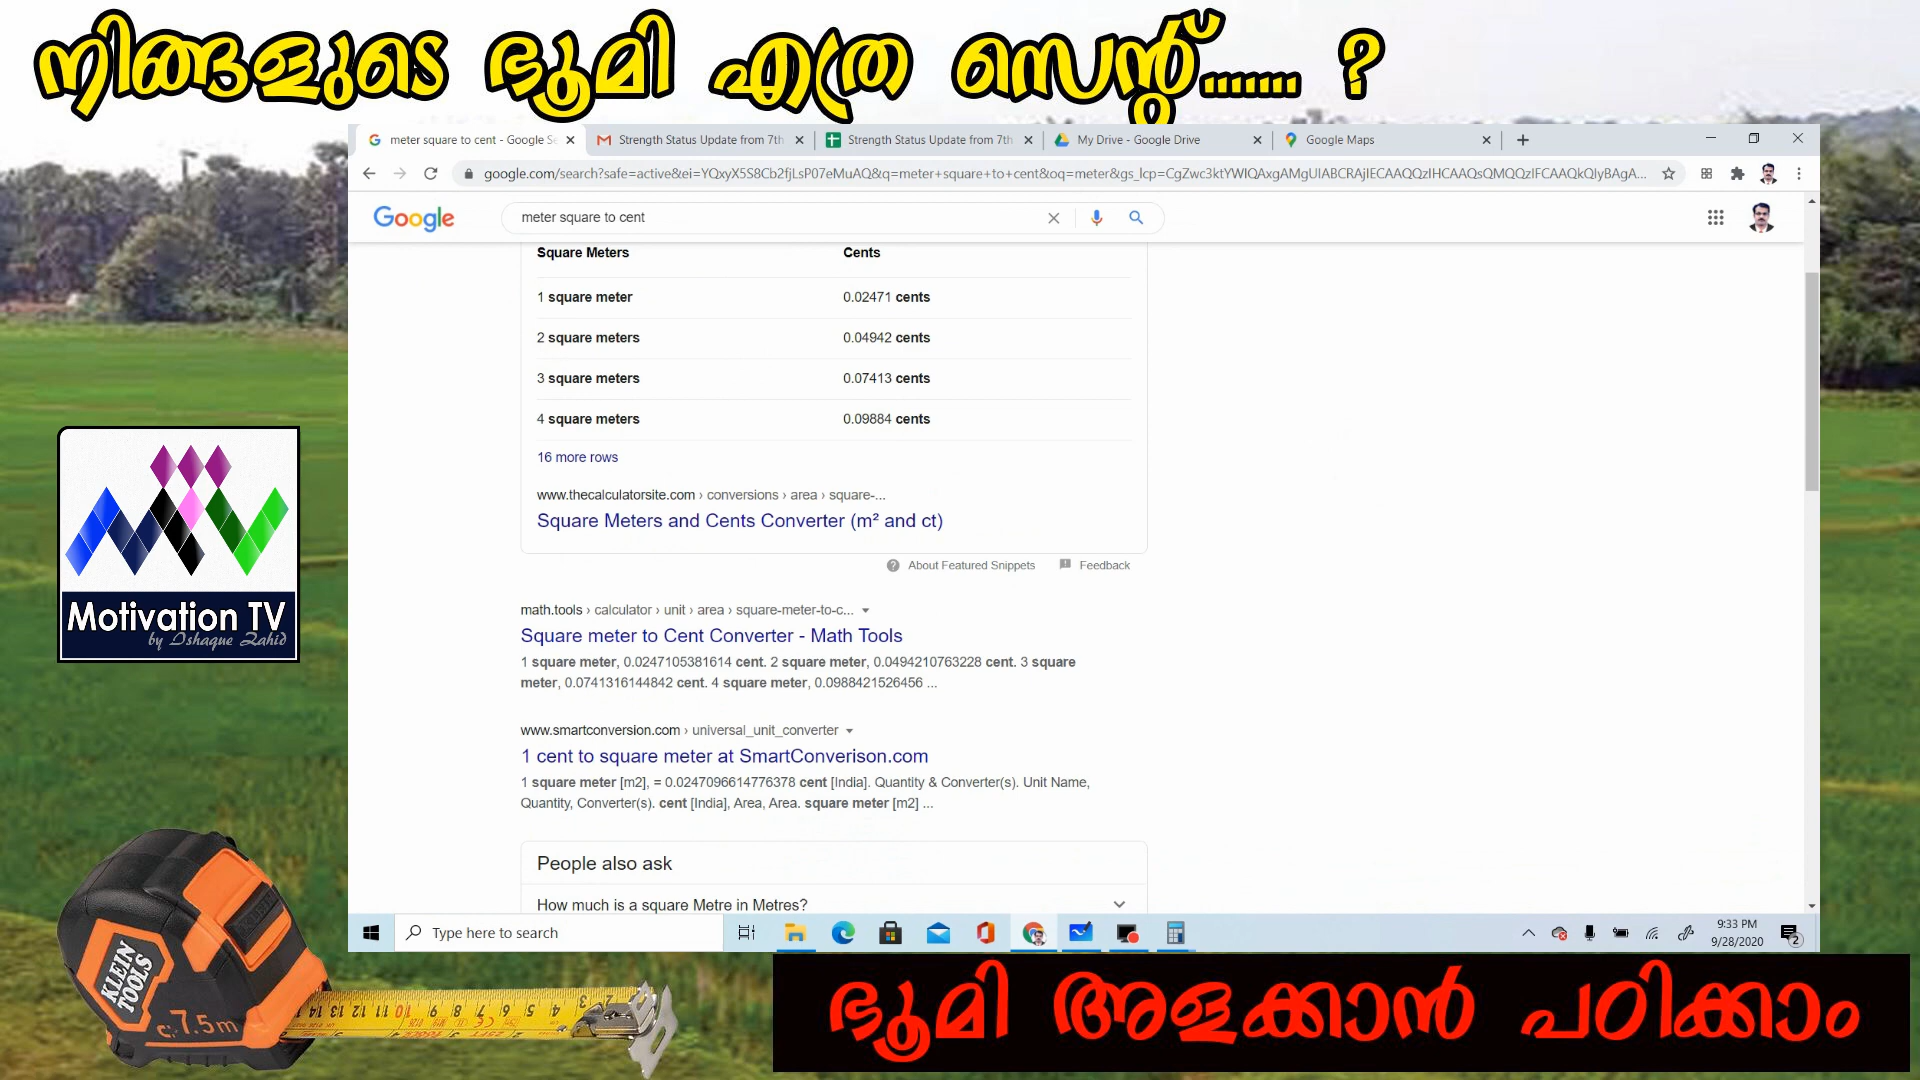 നിങ്ങളുടെ ഭൂമി എത്ര സെന്റ്....... ?
meter square to cent - Google Se
Strength Status Update from 7th
Strength Status Update from 7th
My Drive - Google Drive
Google Maps
google.com/search?safe=active&ei=YQxyX5S8Cb2fjLsP07eMuAQ&q=meter+square+to+cent&oq=meter&gs_lcp=CgZwc3ktYWIQAxgAMgUIABCRAjIECAAQQzIHCAAQsQMQQzIFCAAQkQIyBAgA...
Google
meter square to cent
Square Meters Cents
1 square meter 0.02471 cents
2 square meters 0.04942 cents
3 square meters 0.07413 cents
4 square meters 0.09884 cents
16 more rows
www.thecalculatorsite.com › conversions › area › square-...
Square Meters and Cents Converter (m² and ct)
About Featured Snippets Feedback
math.tools › calculator › unit › area › square-meter-to-c...
Square meter to Cent Converter - Math Tools
1 square meter, 0.0247105381614 cent. 2 square meter, 0.0494210763228 cent. 3 square
meter, 0.0741316144842 cent. 4 square meter, 0.0988421526456 ...
www.smartconversion.com › universal_unit_converter
1 cent to square meter at SmartConverison.com
1 square meter [m2], = 0.0247096614776378 cent [India]. Quantity & Converter(s). Unit Name,
Quantity, Converter(s). cent [India], Area, Area. square meter [m2] ...
People also ask
How much is a square Metre in Metres?
Type here to search
9:33 PM
9/28/2020
2
Motivation TV
by Ishaque Zahid
KLEIN
TOOLS
7.5m
ഭൂമി അളക്കാൻ പഠിക്കാം